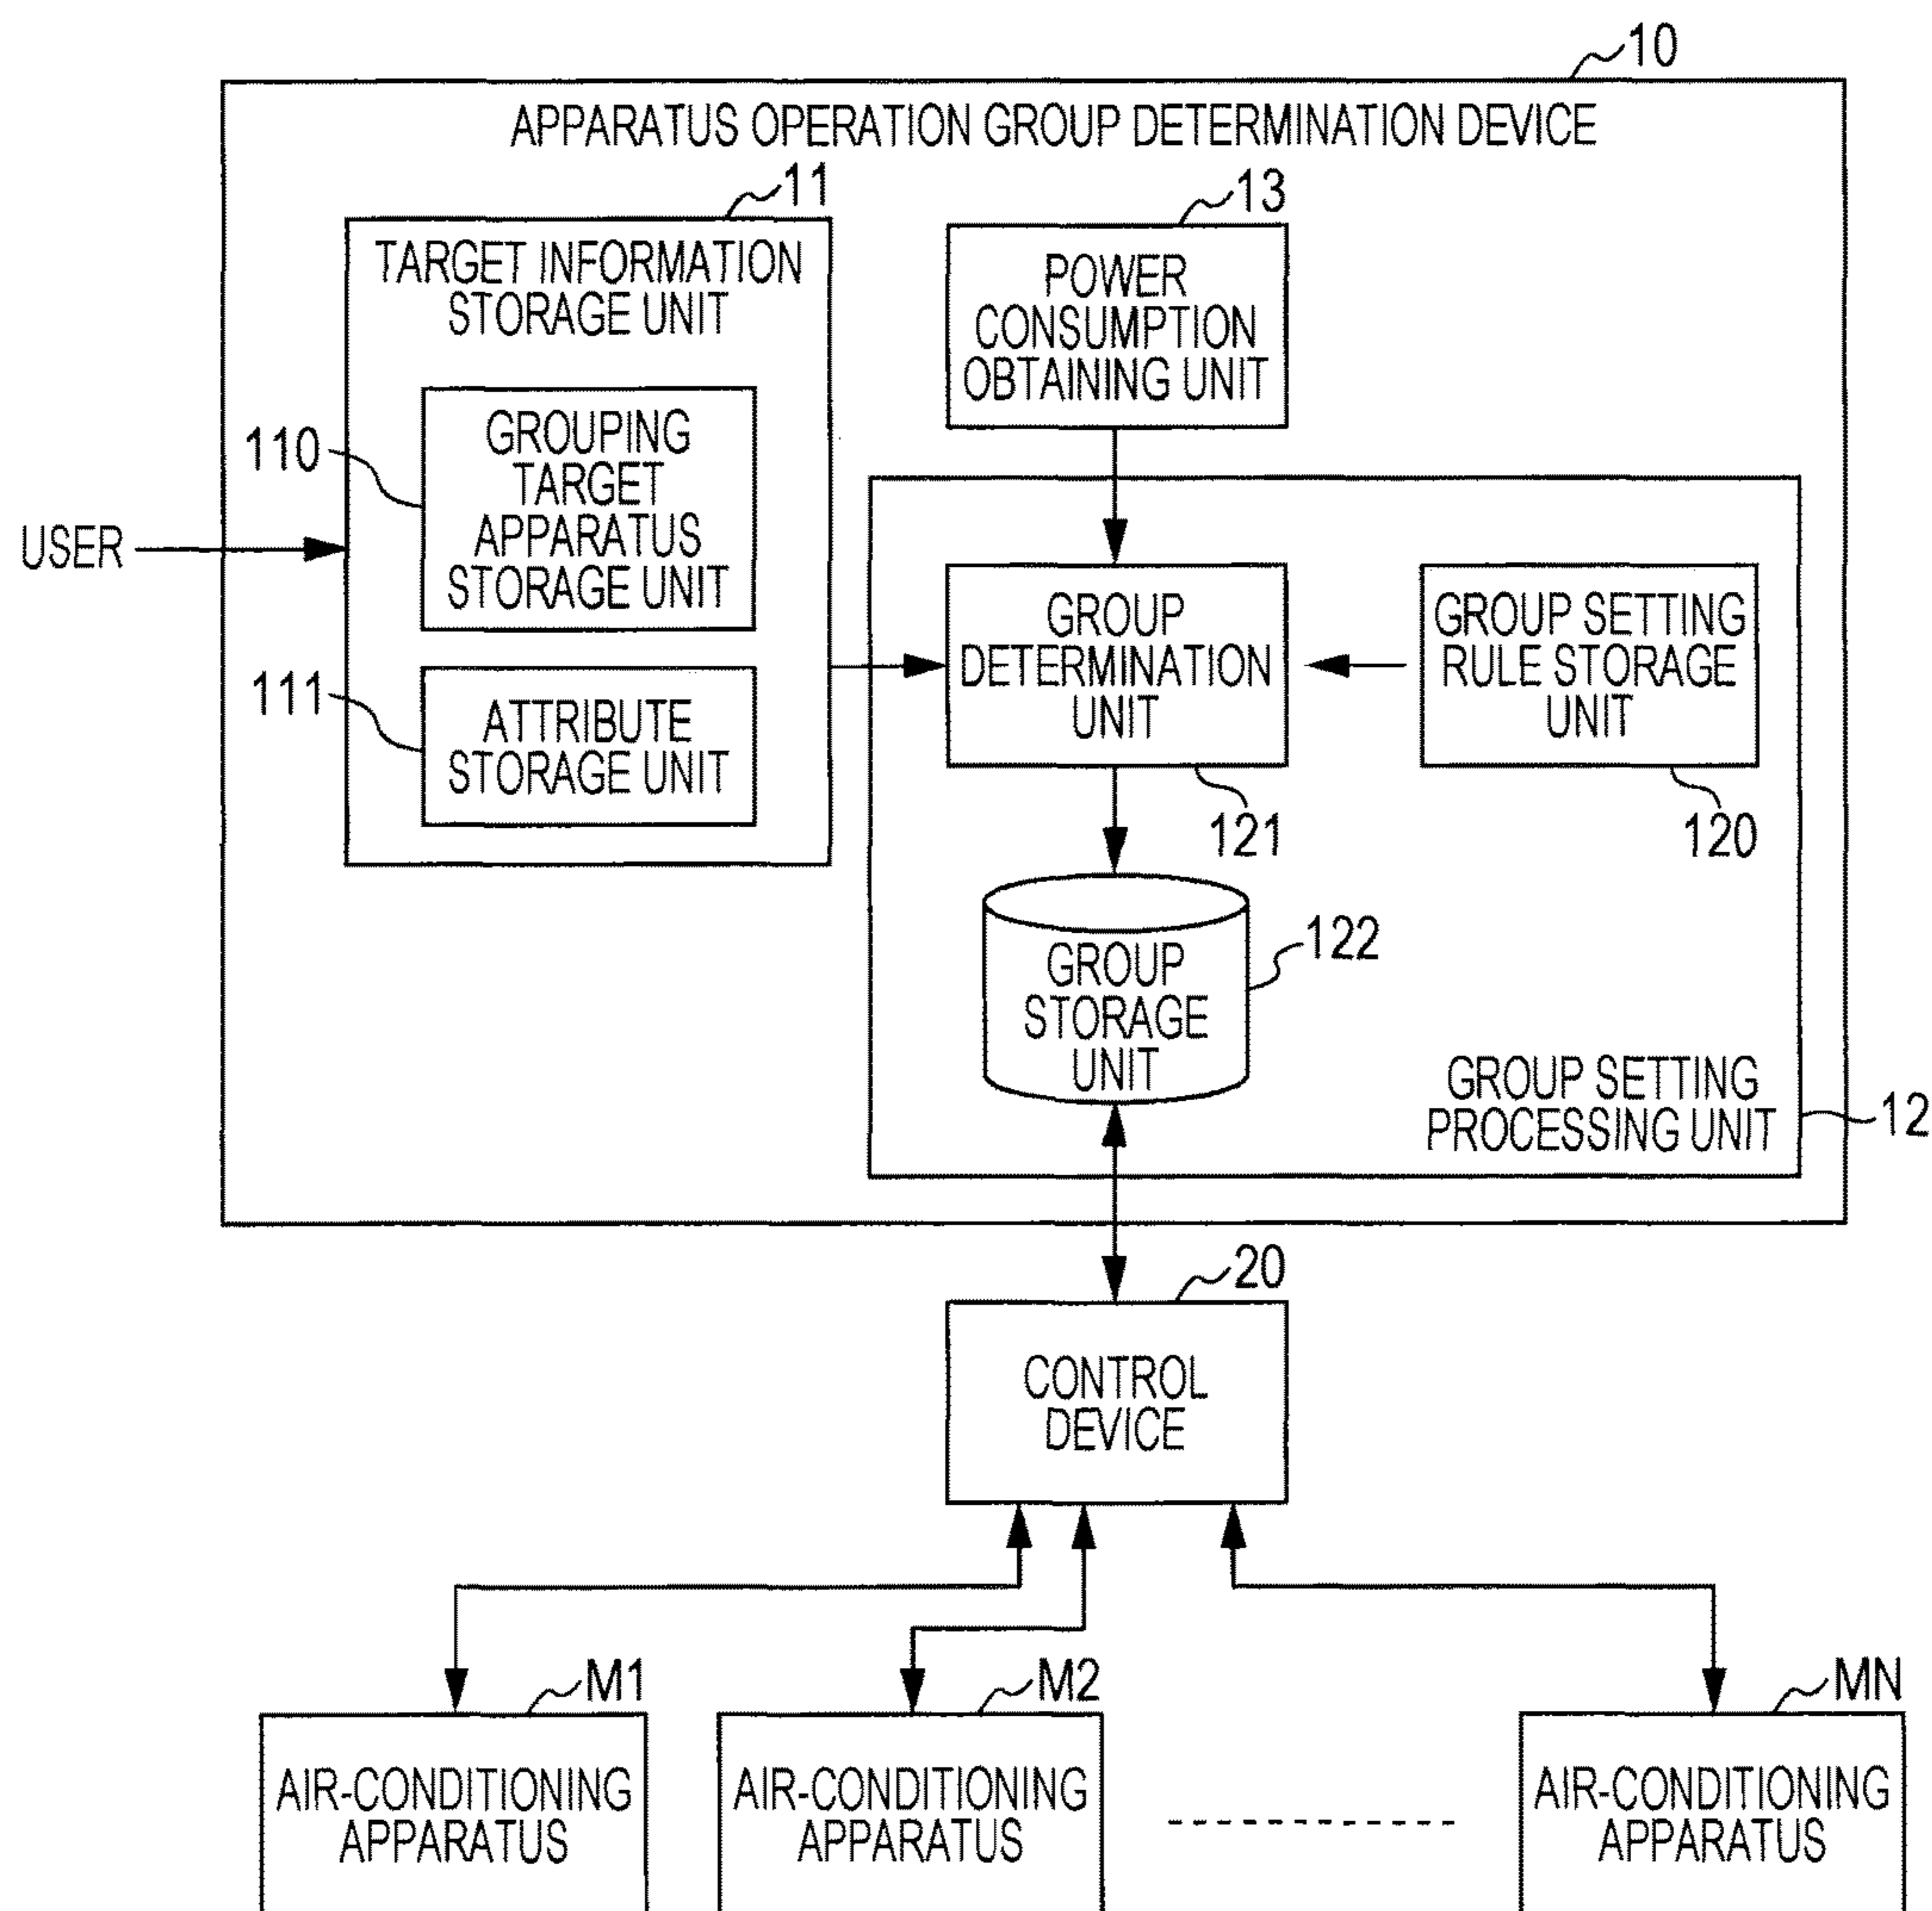 10
APPARATUS OPERATION GROUP DETERMINATION DEVICE
11
TARGET INFORMATION
STORAGE UNIT
110
GROUPING
TARGET
APPARATUS
STORAGE UNIT
111
ATTRIBUTE
STORAGE UNIT
USER
13
POWER
CONSUMPTION
OBTAINING UNIT
GROUP
DETERMINATION
UNIT
121
GROUP SETTING
RULE STORAGE
UNIT
120
GROUP
STORAGE
UNIT
122
GROUP SETTING
PROCESSING UNIT
12
20
CONTROL
DEVICE
M1
AIR-CONDITIONING
APPARATUS
M2
AIR-CONDITIONING
APPARATUS
MN
AIR-CONDITIONING
APPARATUS